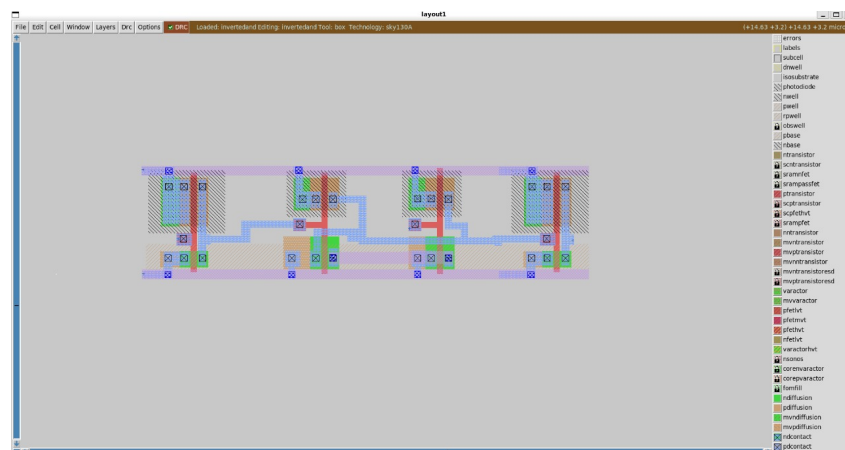 layout1
File Edit Cell Window Layers Drc Options DRC Loaded: invertedand Editing: invertedand Tool: box Technology: sky130A (+14.63 +3.2) +14.63 +3.2 micro
errors
labels
subcell
dnwell
isosubstrate
photodiode
nwell
pwell
rpwell
obswell
pbase
nbase
ntransistor
scntransistor
sramnfet
srampassfet
ptransistor
scptransistor
scpfethvt
srampfet
nntransistor
mvntransistor
mvptransistor
mvnntransistor
mvntransistoresd
mvptransistoresd
varactor
mvvaractor
pfetlvt
pfetmvt
pfethvt
nfetlvt
varactorhvt
nsonos
corenvaractor
corepvaractor
fomfill
ndiffusion
pdiffusion
mvndiffusion
mvpdiffusion
ndcontact
pdcontact